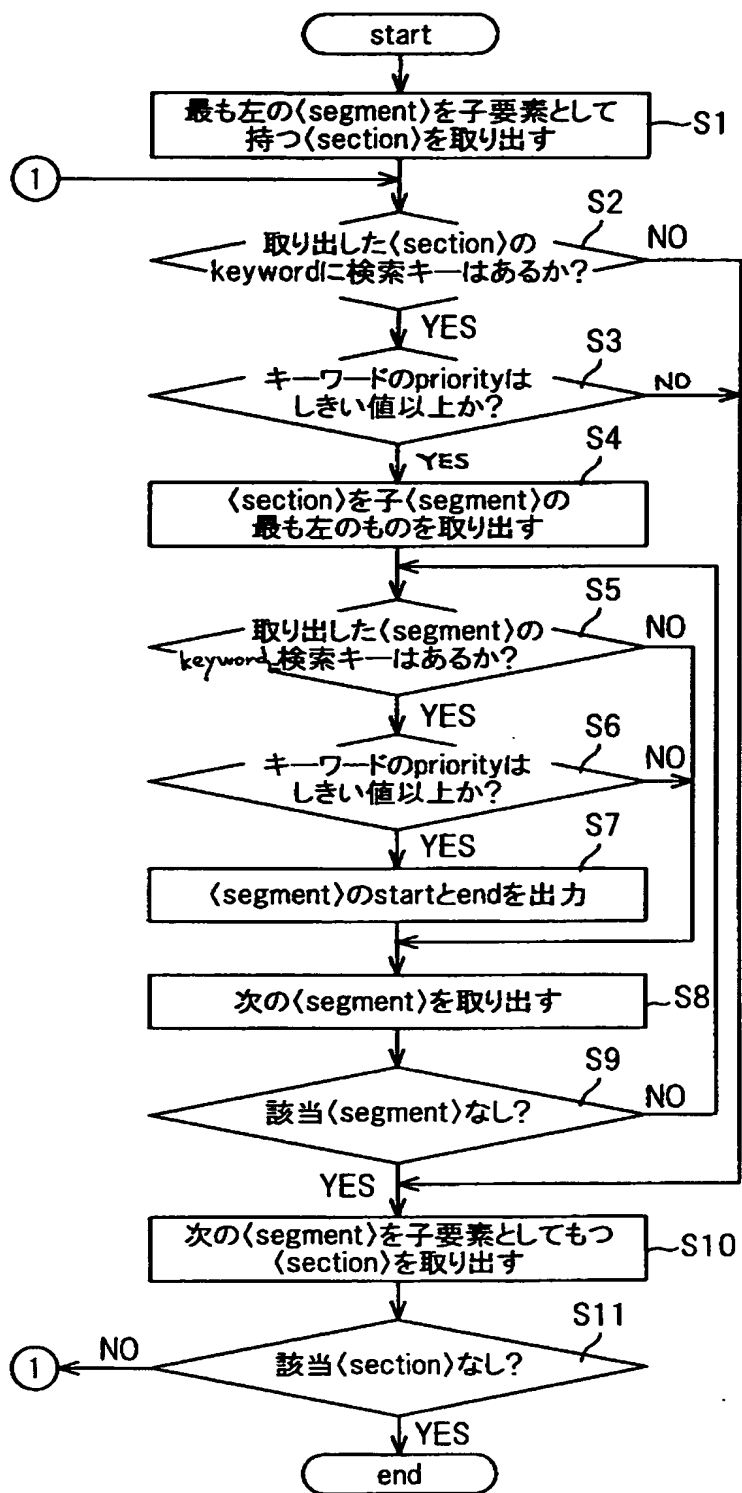 start
最も左の〈segment〉を子要素として
持つ〈section〉を取り出す
S1
1
S2
取り出した〈section〉の
keywordに検索キーはあるか?
NO
YES
S3
キーワードのpriorityは
しきい値以上か?
NO
YES
S4
〈section〉を子〈segment〉の
最も左のものを取り出す
S5
取り出した〈segment〉の
keywordに検索キーはあるか?
NO
YES
S6
キーワードのpriorityは
しきい値以上か?
NO
YES
S7
〈segment〉のstartとendを出力
次の〈segment〉を取り出す
S8
S9
該当〈segment〉なし?
NO
YES
次の〈segment〉を子要素としてもつ
〈section〉を取り出す
S10
S11
1
NO
該当〈section〉なし?
YES
end